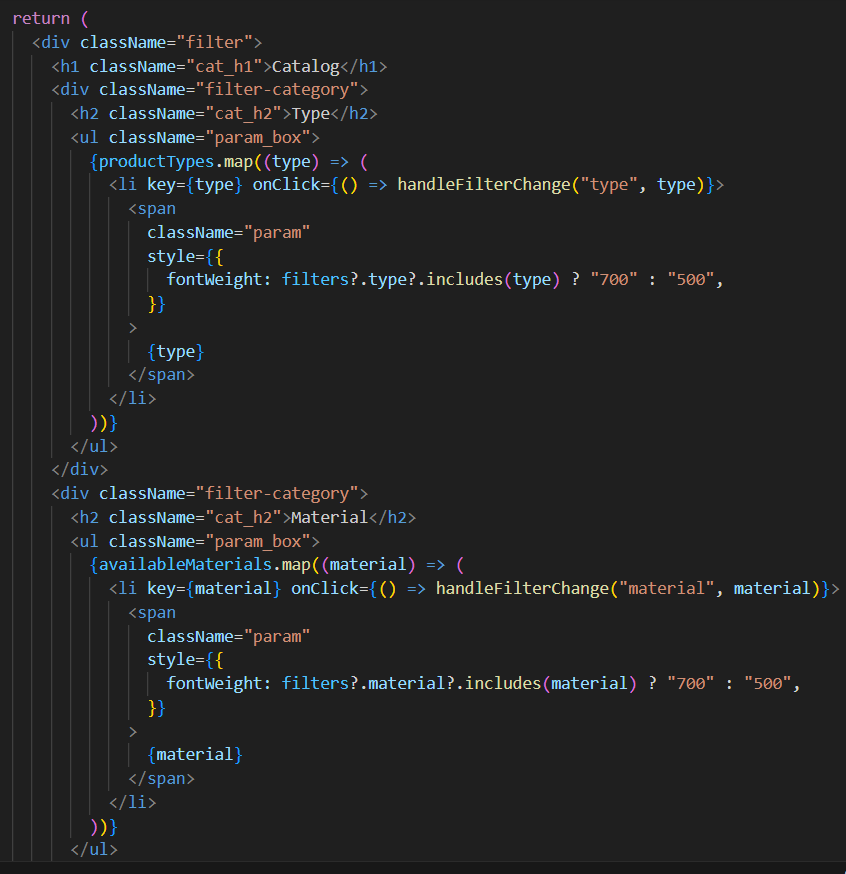 return (
<div className="filter">
<h1 className="cat_h1">Catalog</h1>
<div className="filter-category">
<h2 className="cat_h2">Type</h2>
<ul className="param_box">
{productTypes.map((type) => (
<li key={type} onClick={() => handleFilterChange("type", type)}>
<span
className="param"
style={{
fontWeight: filters?.type?.includes(type) ? "700" : "500",
}}
>
{type}
</span>
</li>
))}
</ul>
</div>
<div className="filter-category">
<h2 className="cat_h2">Material</h2>
<ul className="param_box">
{availableMaterials.map((material) => (
<li key={material} onClick={() => handleFilterChange("material", material)}>
<span
className="param"
style={{
fontWeight: filters?.material?.includes(material) ? "700" : "500",
}}
>
{material}
</span>
</li>
))}
</ul>